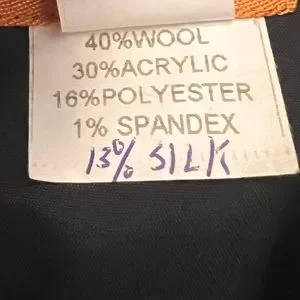 40%WOOL
30%ACRYLIC
16%POLYESTER
1% SPANDEX
13% SILK